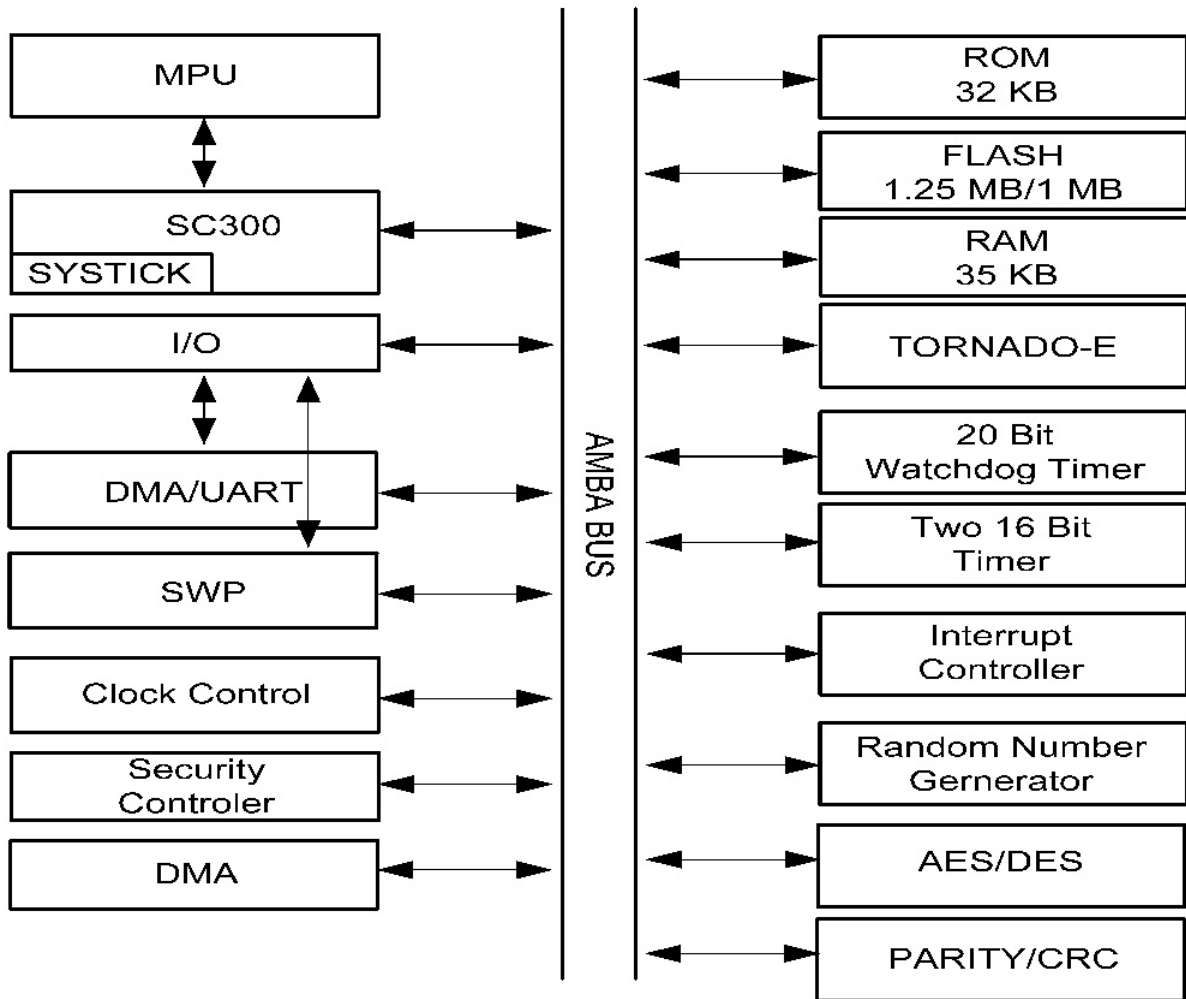 MPU
SC300
SYSTICK
I/O
DMA/UART
SWP
Clock Control
Security
Controler
DMA
AMBA BUS
ROM
32 KB
FLASH
1.25 MB/1 MB
RAM
35 KB
TORNADO-E
20 Bit
Watchdog Timer
Two 16 Bit
Timer
Interrupt
Controller
Random Number
Gernerator
AES/DES
PARITY/CRC